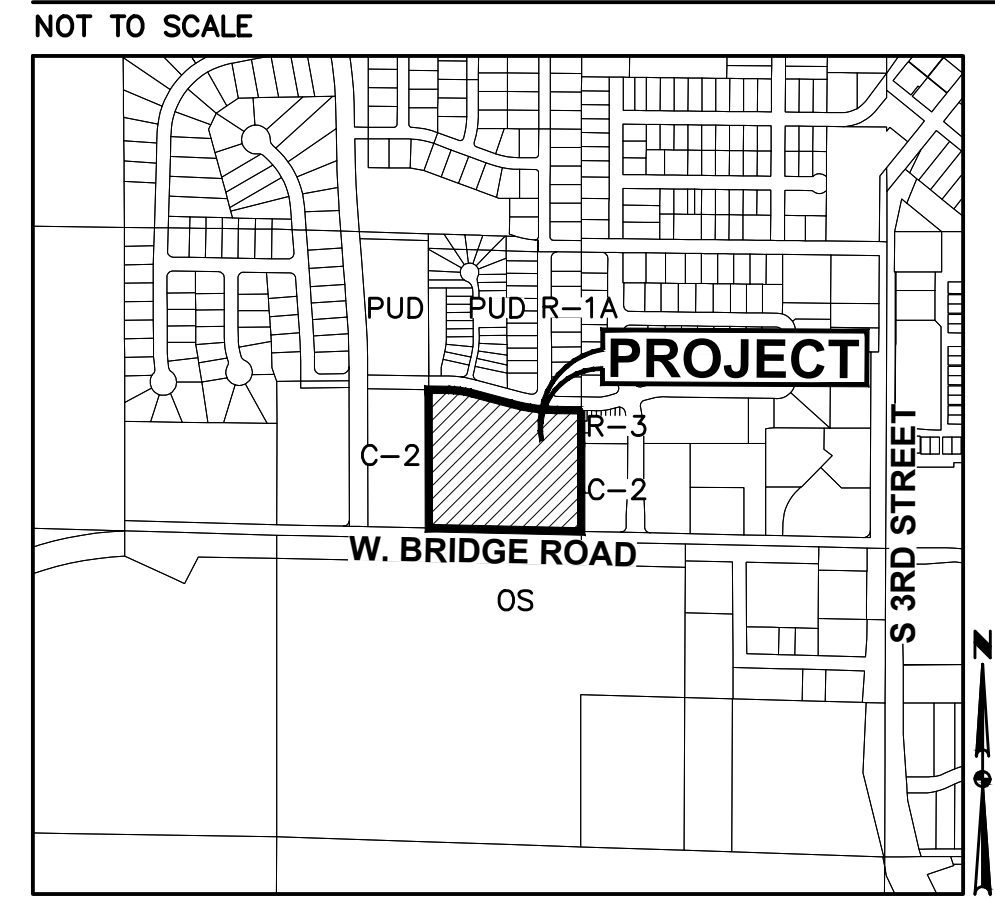 NOT TO SCALE
PUD
PUD
R-1A
PROJECT
R-3
C-2
C-2
S 3RD STREET
W. BRIDGE ROAD
OS
N